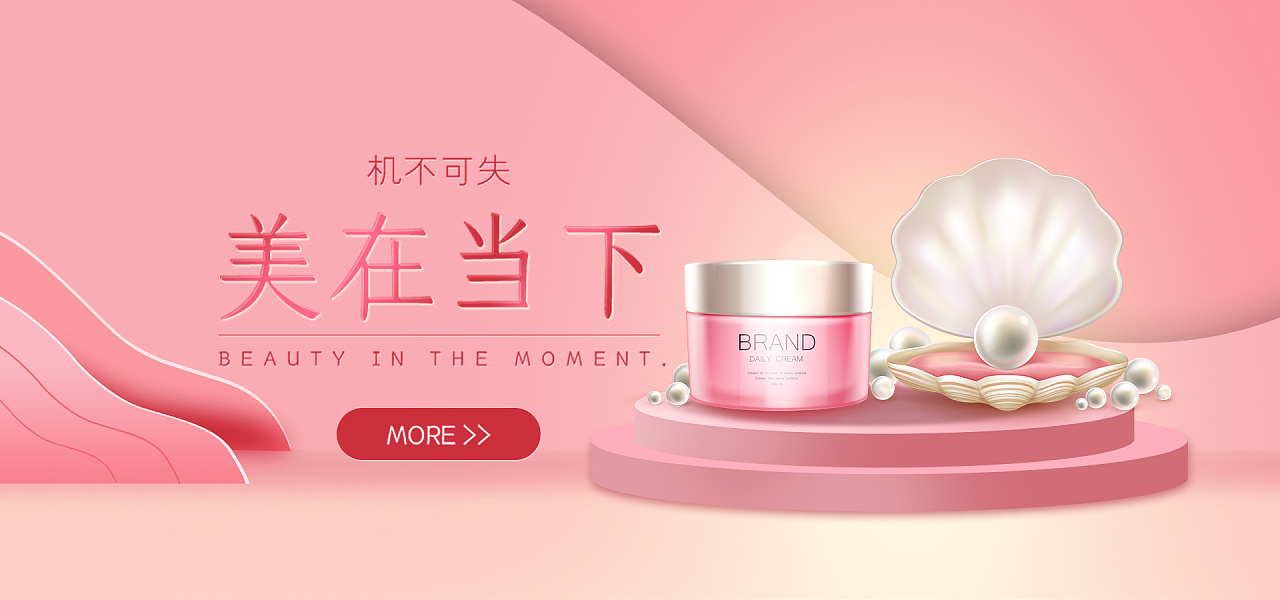 机不可失
美在当下
BEAUTY IN THE MOMENT.
MORE >>
BRAND
DAILY CREAM